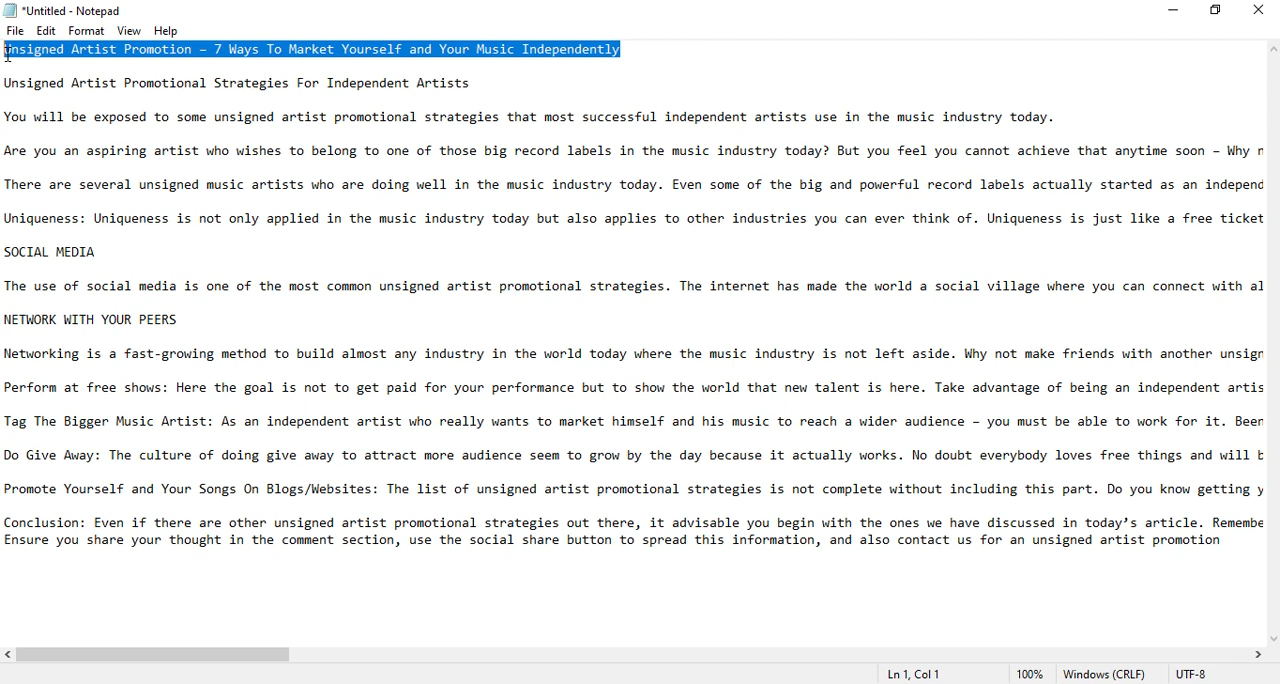 *Untitled - Notepad
File Edit Format View Help
Unsigned Artist Promotion – 7 Ways To Market Yourself and Your Music Independently
Unsigned Artist Promotional Strategies For Independent Artists
You will be exposed to some unsigned artist promotional strategies that most successful independent artists use in the music industry today.
Are you an aspiring artist who wishes to belong to one of those big record labels in the music industry today? But you feel you cannot achieve that anytime soon – Why
There are several unsigned music artists who are doing well in the music industry today. Even some of the big and powerful record labels actually started as an independ
Uniqueness: Uniqueness is not only applied in the music industry today but also applies to other industries you can ever think of. Uniqueness is just like a free ticket
SOCIAL MEDIA
The use of social media is one of the most common unsigned artist promotional strategies. The internet has made the world a social village where you can connect with al
NETWORK WITH YOUR PEERS
Networking is a fast-growing method to build almost any industry in the world today where the music industry is not left aside. Why not make friends with another unsign
Perform at free shows: Here the goal is not to get paid for your performance but to show the world that new talent is here. Take advantage of being an independent artis
Tag The Bigger Music Artist: As an independent artist who really wants to market himself and his music to reach a wider audience – you must be able to work for it. Been
Do Give Away: The culture of doing give away to attract more audience seem to grow by the day because it actually works. No doubt everybody loves free things and will
Promote Yourself and Your Songs On Blogs/Websites: The list of unsigned artist promotional strategies is not complete without including this part. Do you know getting y
Conclusion: Even if there are other unsigned artist promotional strategies out there, it advisable you begin with the ones we have discussed in today’s article. Remembe
Ensure you share your thought in the comment section, use the social share button to spread this information, and also contact us for an unsigned artist promotion
Ln 1, Col 1 100% Windows (CRLF) UTF-8